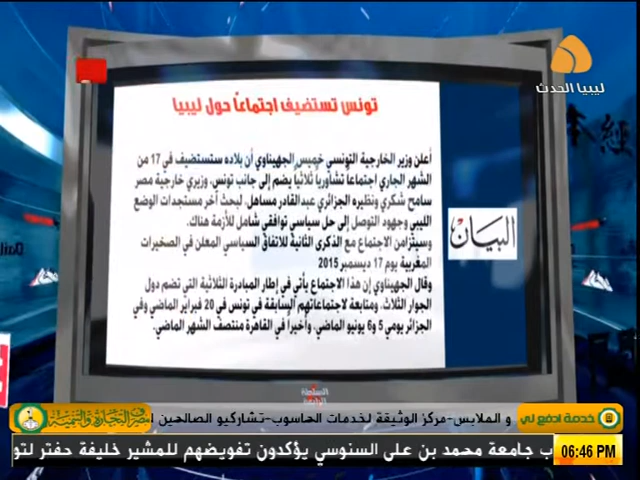 ليبيا الحدث
تونس تستضيف اجتماعاً حول ليبيا
أعلن وزير الخارجية التونسي خميس الجهيناوي أن بلاده ستستضيف في 17 من
الشهر الجاري اجتماعاً تشاورياً ثلاثياً يضم إلى جانب تونس، وزيري خارجية مصر
سامح شكري ونظيره الجزائري عبدالقادر مساهل، لبحث آخر مستجدات الوضع
الليبي وجهود التوصل إلى حل سياسي توافقي شامل للأزمة هناك.
وسيتزامن الاجتماع مع الذكرى الثانية للاتفاق السياسي المعلن في الصخيرات
المغربية يوم 17 ديسمبر 2015
وقال الجهيناوي إن هذا الاجتماع يأتي في إطار المبادرة الثلاثية التي تضم دول
الجوار الثلاث، ومتابعة لاجتماعاتهم السابقة في تونس في 20 فبراير الماضي وفي
الجزائر يومي 5 و6 يونيو الماضي، وأخيراً في القاهرة منتصف الشهر الماضي.
البيان
السلطة
الرابعة
خدمة ادفع لي
و الملابس-مركز الوثيقة لخدمات الحاسوب-تشاركيو الصالحين ا
مصرف التجارة والتنمية
06:46 PM
ب جامعة محمد بن على السنوسي يؤكدون تفويضهم للمشير خليفة حفتر لتو